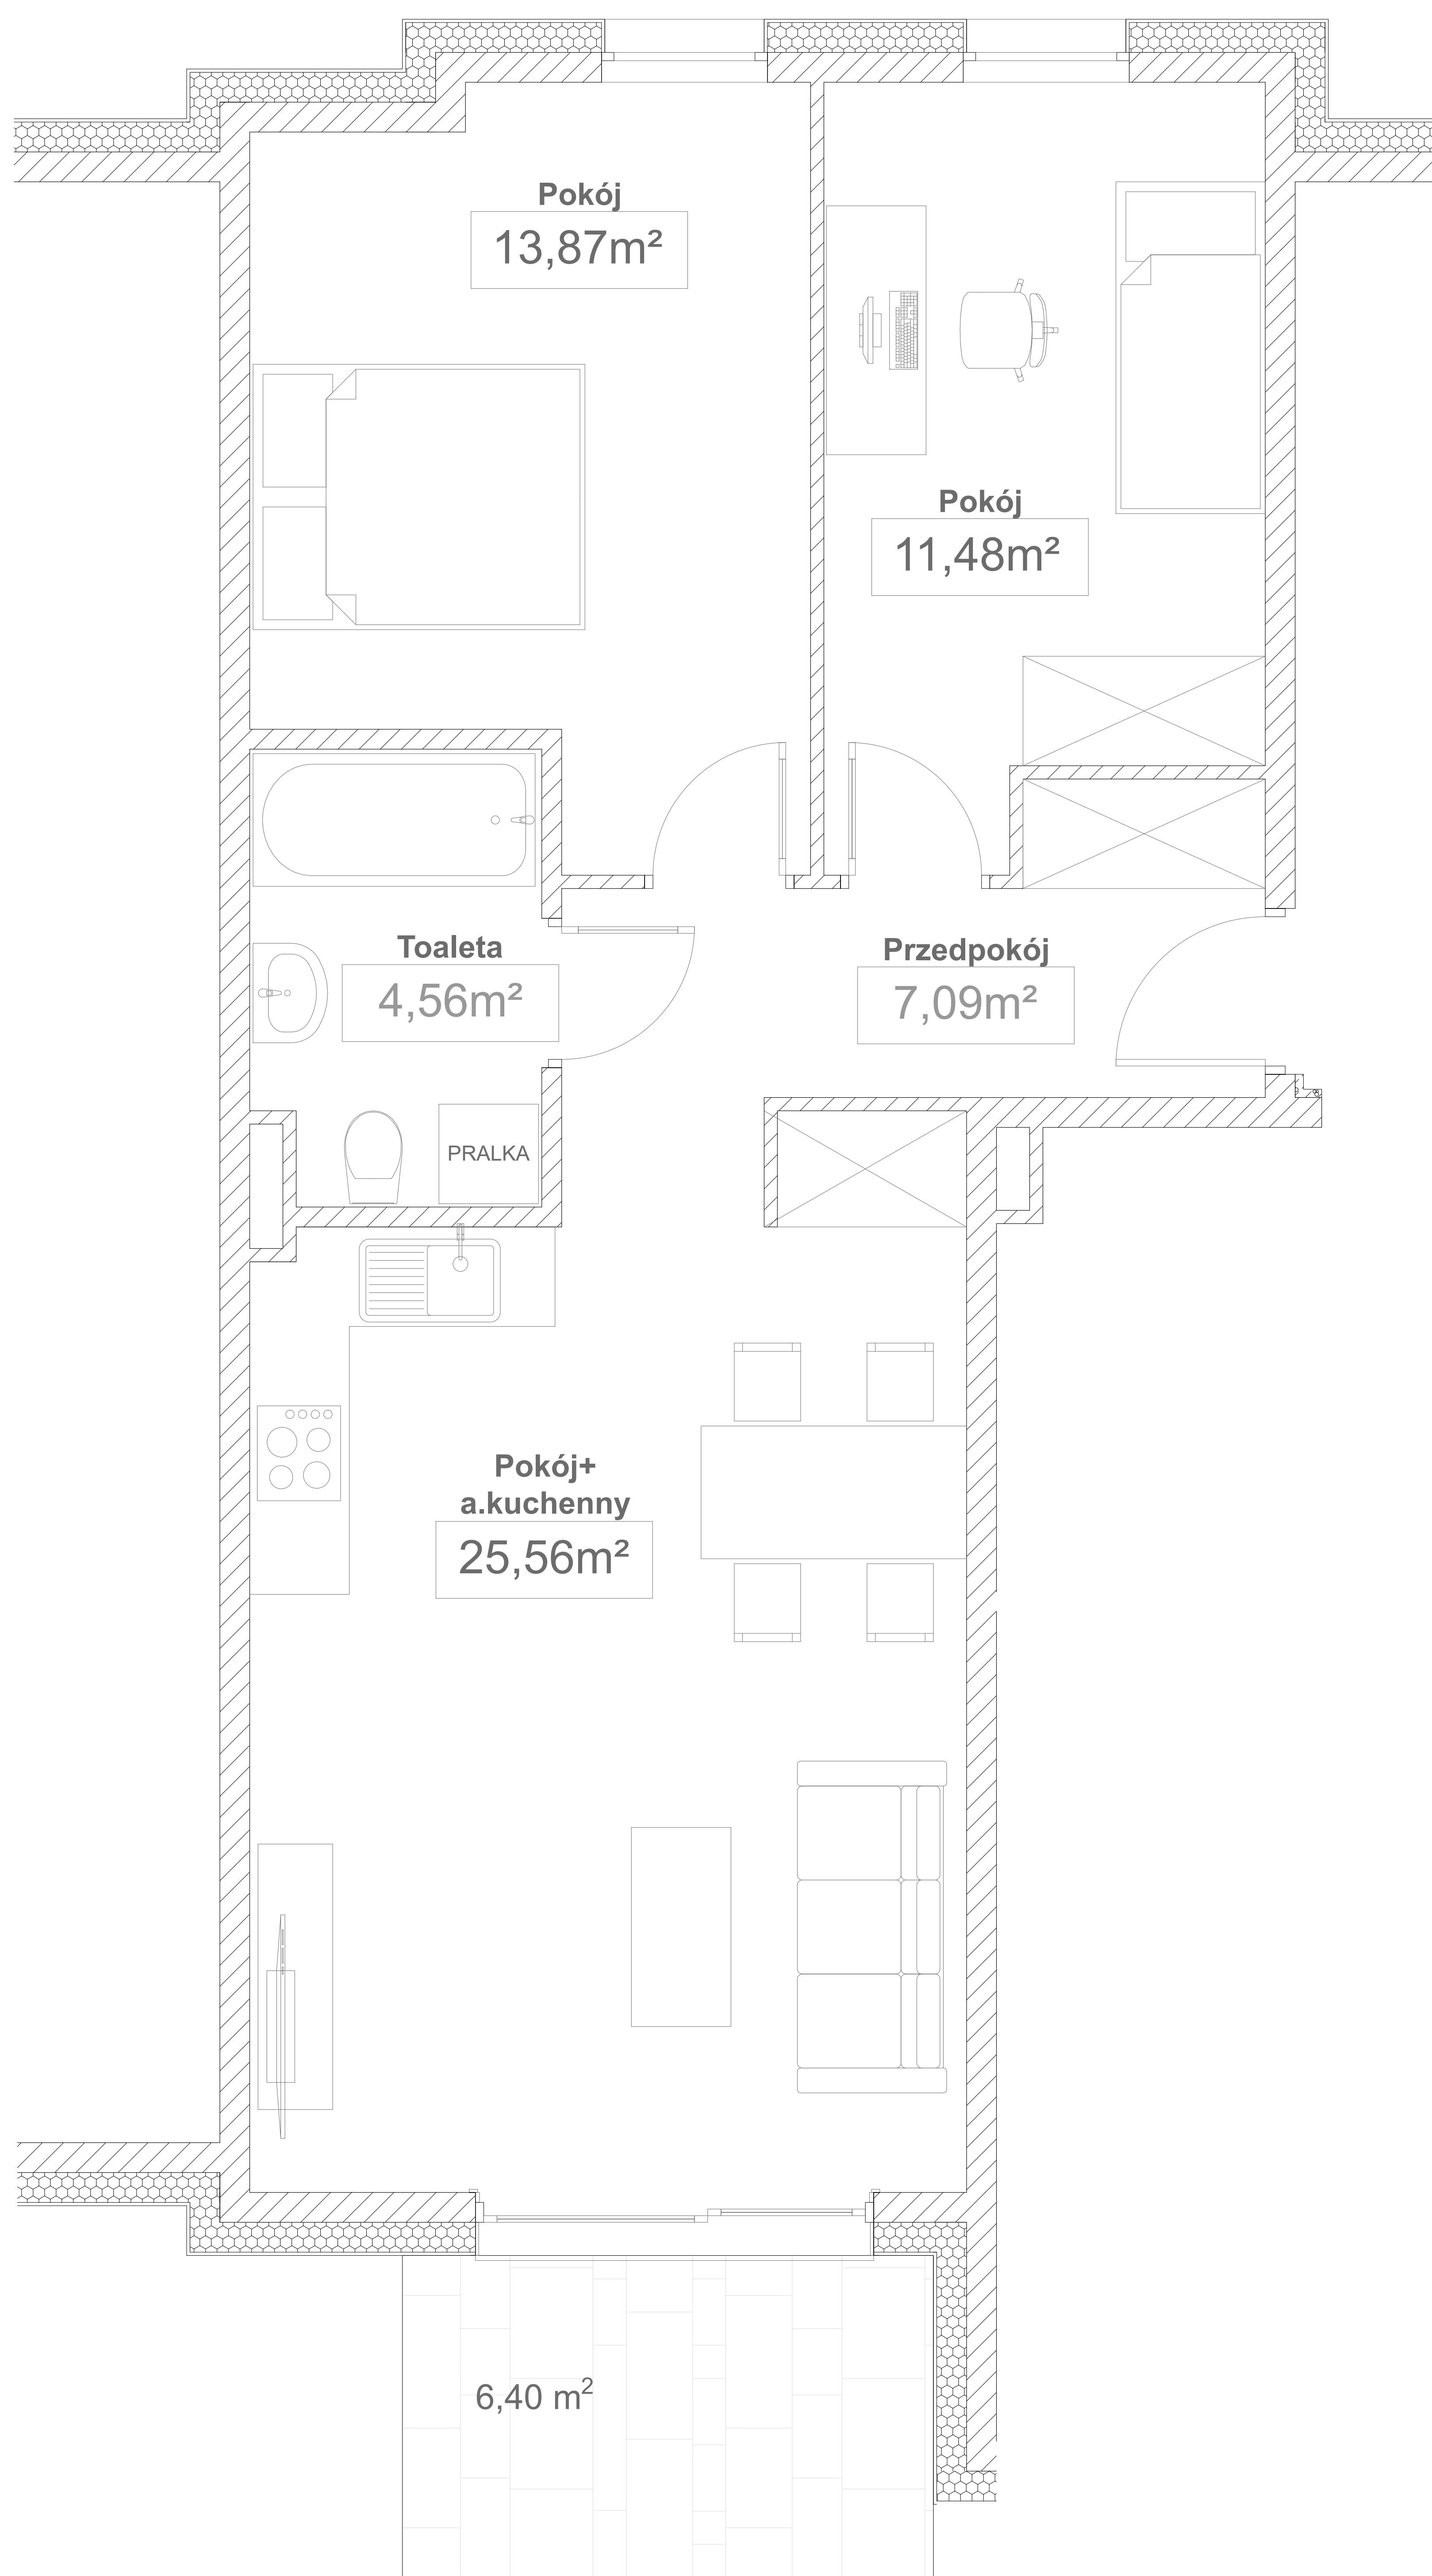 Pokój
13,87m²
Pokój
11,48m²
Toaleta
4,56m²
Przedpokój
7,09m²
PRALKA
Pokój+
a.kuchenny
25,56m²
6,40 m²